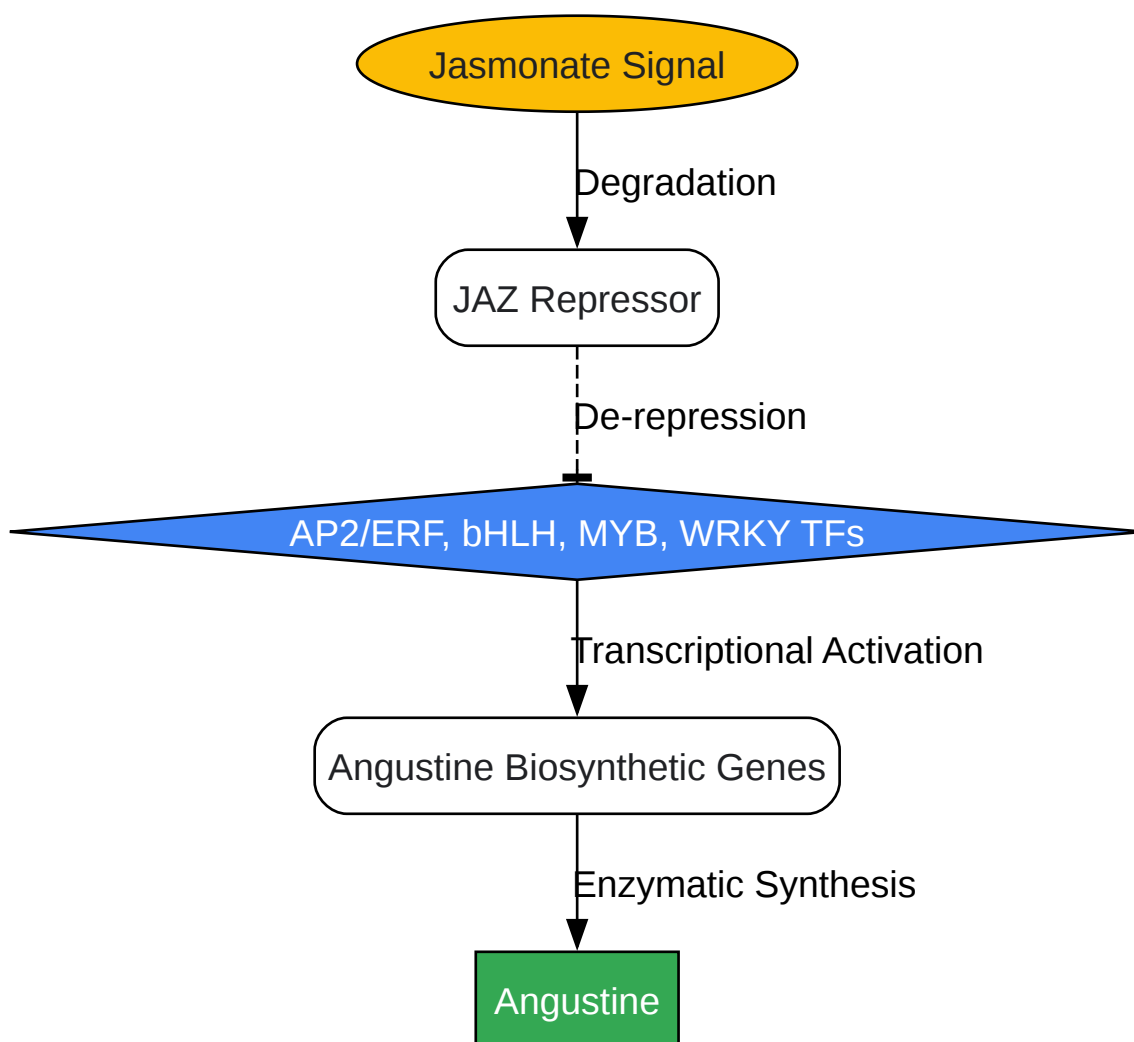 Jasmonate Signal
Degradation
JAZ Repressor
De-repression
AP2/ERF, bHLH, MYB, WRKY TFs
Transcriptional Activation
Angustine Biosynthetic Genes
Enzymatic Synthesis
Angustine